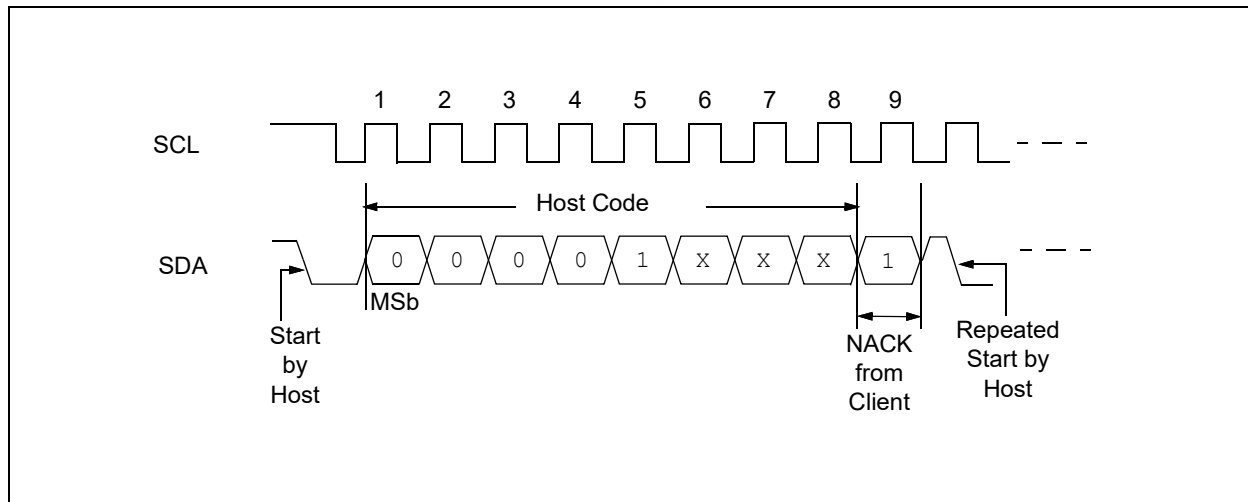 1 2 3 4 5 6 7 8 9
SCL
Host Code
SDA
0 0 0 0 1 X X X 1
MSb
Start
by
Host
NACK
from
Client
Repeated
Start by
Host